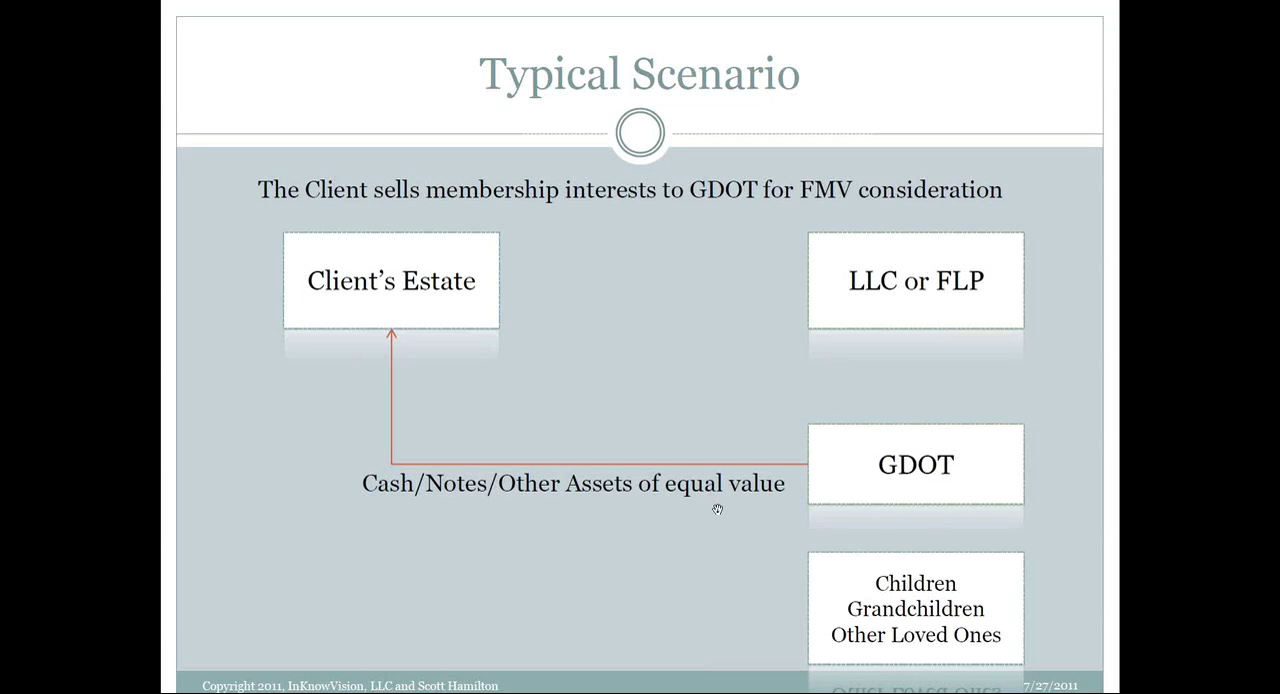 Typical Scenario
The Client sells membership interests to GDOT for FMV consideration
Client’s Estate
LLC or FLP
GDOT
Cash/Notes/Other Assets of equal value
Children
Grandchildren
Other Loved Ones
Copyright 2011, InKnowVision, LLC and Scott Hamilton
7/27/2011